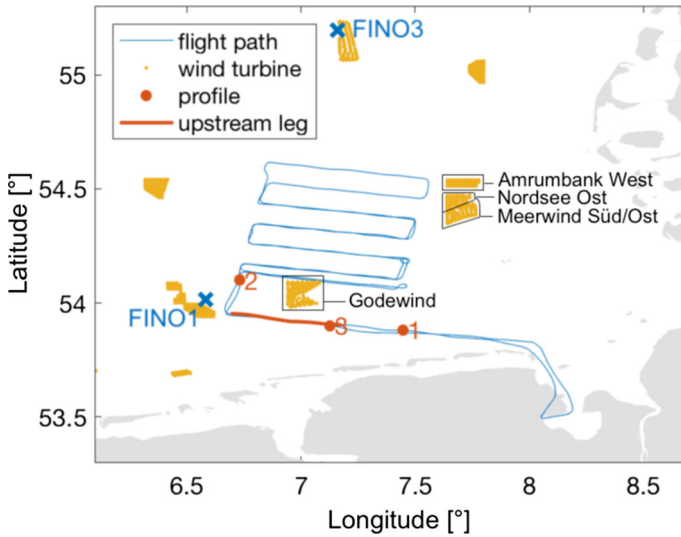 flight path
wind turbine
profile
upstream leg
FINO3
55
54.5
54
53.5
Latitude [°]
Amrumbank West
Nordsee Ost
Meerwind Süd/Ost
2
Godewind
FINO1
3
1
6.5
7
7.5
8
8.5
Longitude [°]